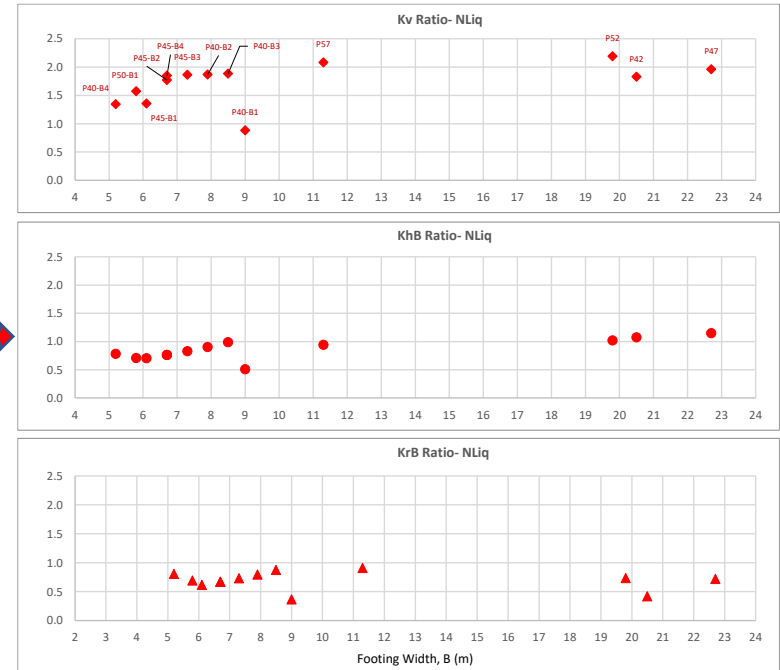 Kv Ratio- NLiq
2.5
2.0
1.5
1.0
0.5
0.0
P40-B4
P50-B1
P45-B2
P45-B4
P45-B3
P40-B2
P40-B3
P45-B1
P40-B1
P57
P52
P42
P47
4 5 6 7 8 9 10 11 12 13 14 15 16 17 18 19 20 21 22 23 24
KhB Ratio- NLiq
2.5
2.0
1.5
1.0
0.5
0.0
4 5 6 7 8 9 10 11 12 13 14 15 16 17 18 19 20 21 22 23 24
KrB Ratio- NLiq
2.5
2.0
1.5
1.0
0.5
0.0
2 3 4 5 6 7 8 9 10 11 12 13 14 15 16 17 18 19 20 21 22 23 24
Footing Width, B (m)